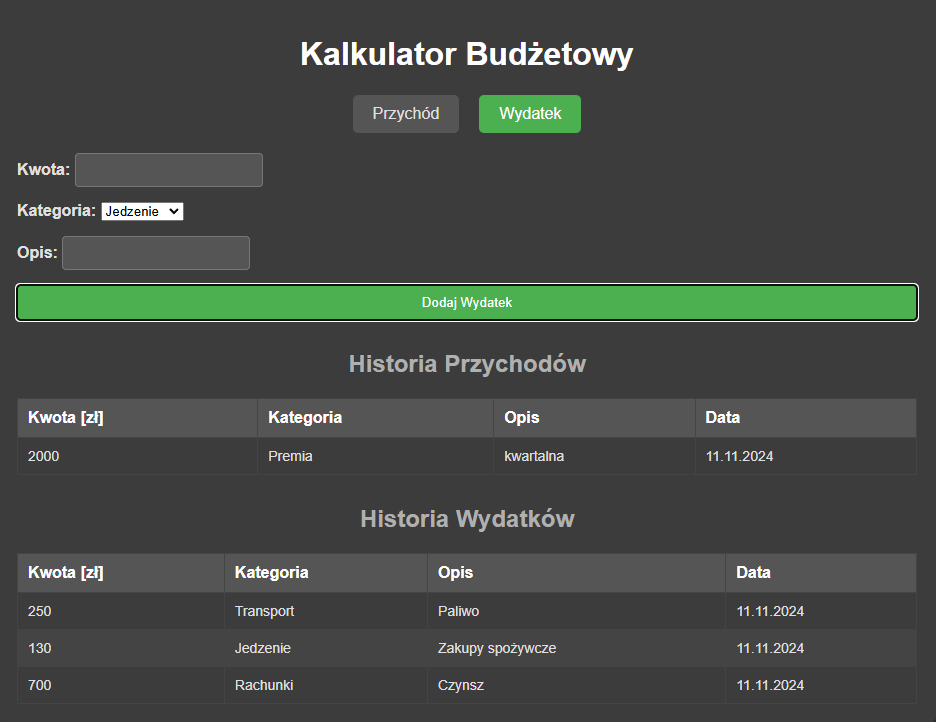 Kalkulator Budżetowy
Przychód Wydatek
Kwota:
Kategoria: Jedzenie
Opis:
Dodaj Wydatek
Historia Przychodów
Kwota [zł] Kategoria Opis Data
2000 Premia kwartalna 11.11.2024
Historia Wydatków
Kwota [zł] Kategoria Opis Data
250 Transport Paliwo 11.11.2024
130 Jedzenie Zakupy spożywcze 11.11.2024
700 Rachunki Czynsz 11.11.2024